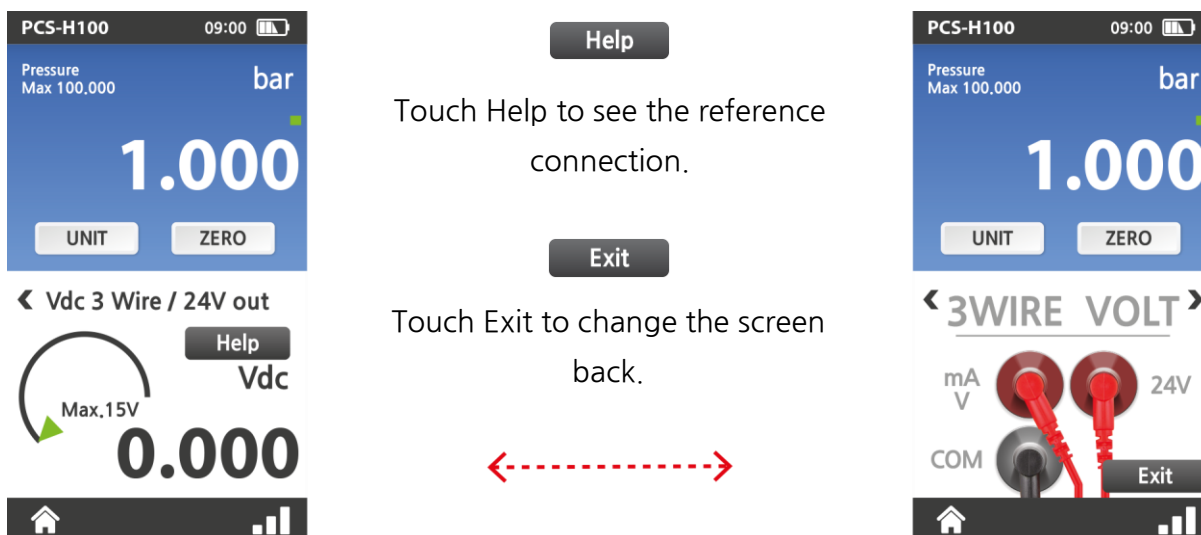 PCS-H100 09:00
Pressure
Max 100.000
bar
1.000
UNIT ZERO
Vdc 3 Wire / 24V out
Help
Vdc
Max.15V
0.000
Help
Touch Help to see the reference
connection.
Exit
Touch Exit to change the screen
back.
PCS-H100 09:00
Pressure
Max 100.000
bar
1.000
UNIT ZERO
3WIRE VOLT
mA
V
24V
COM
Exit